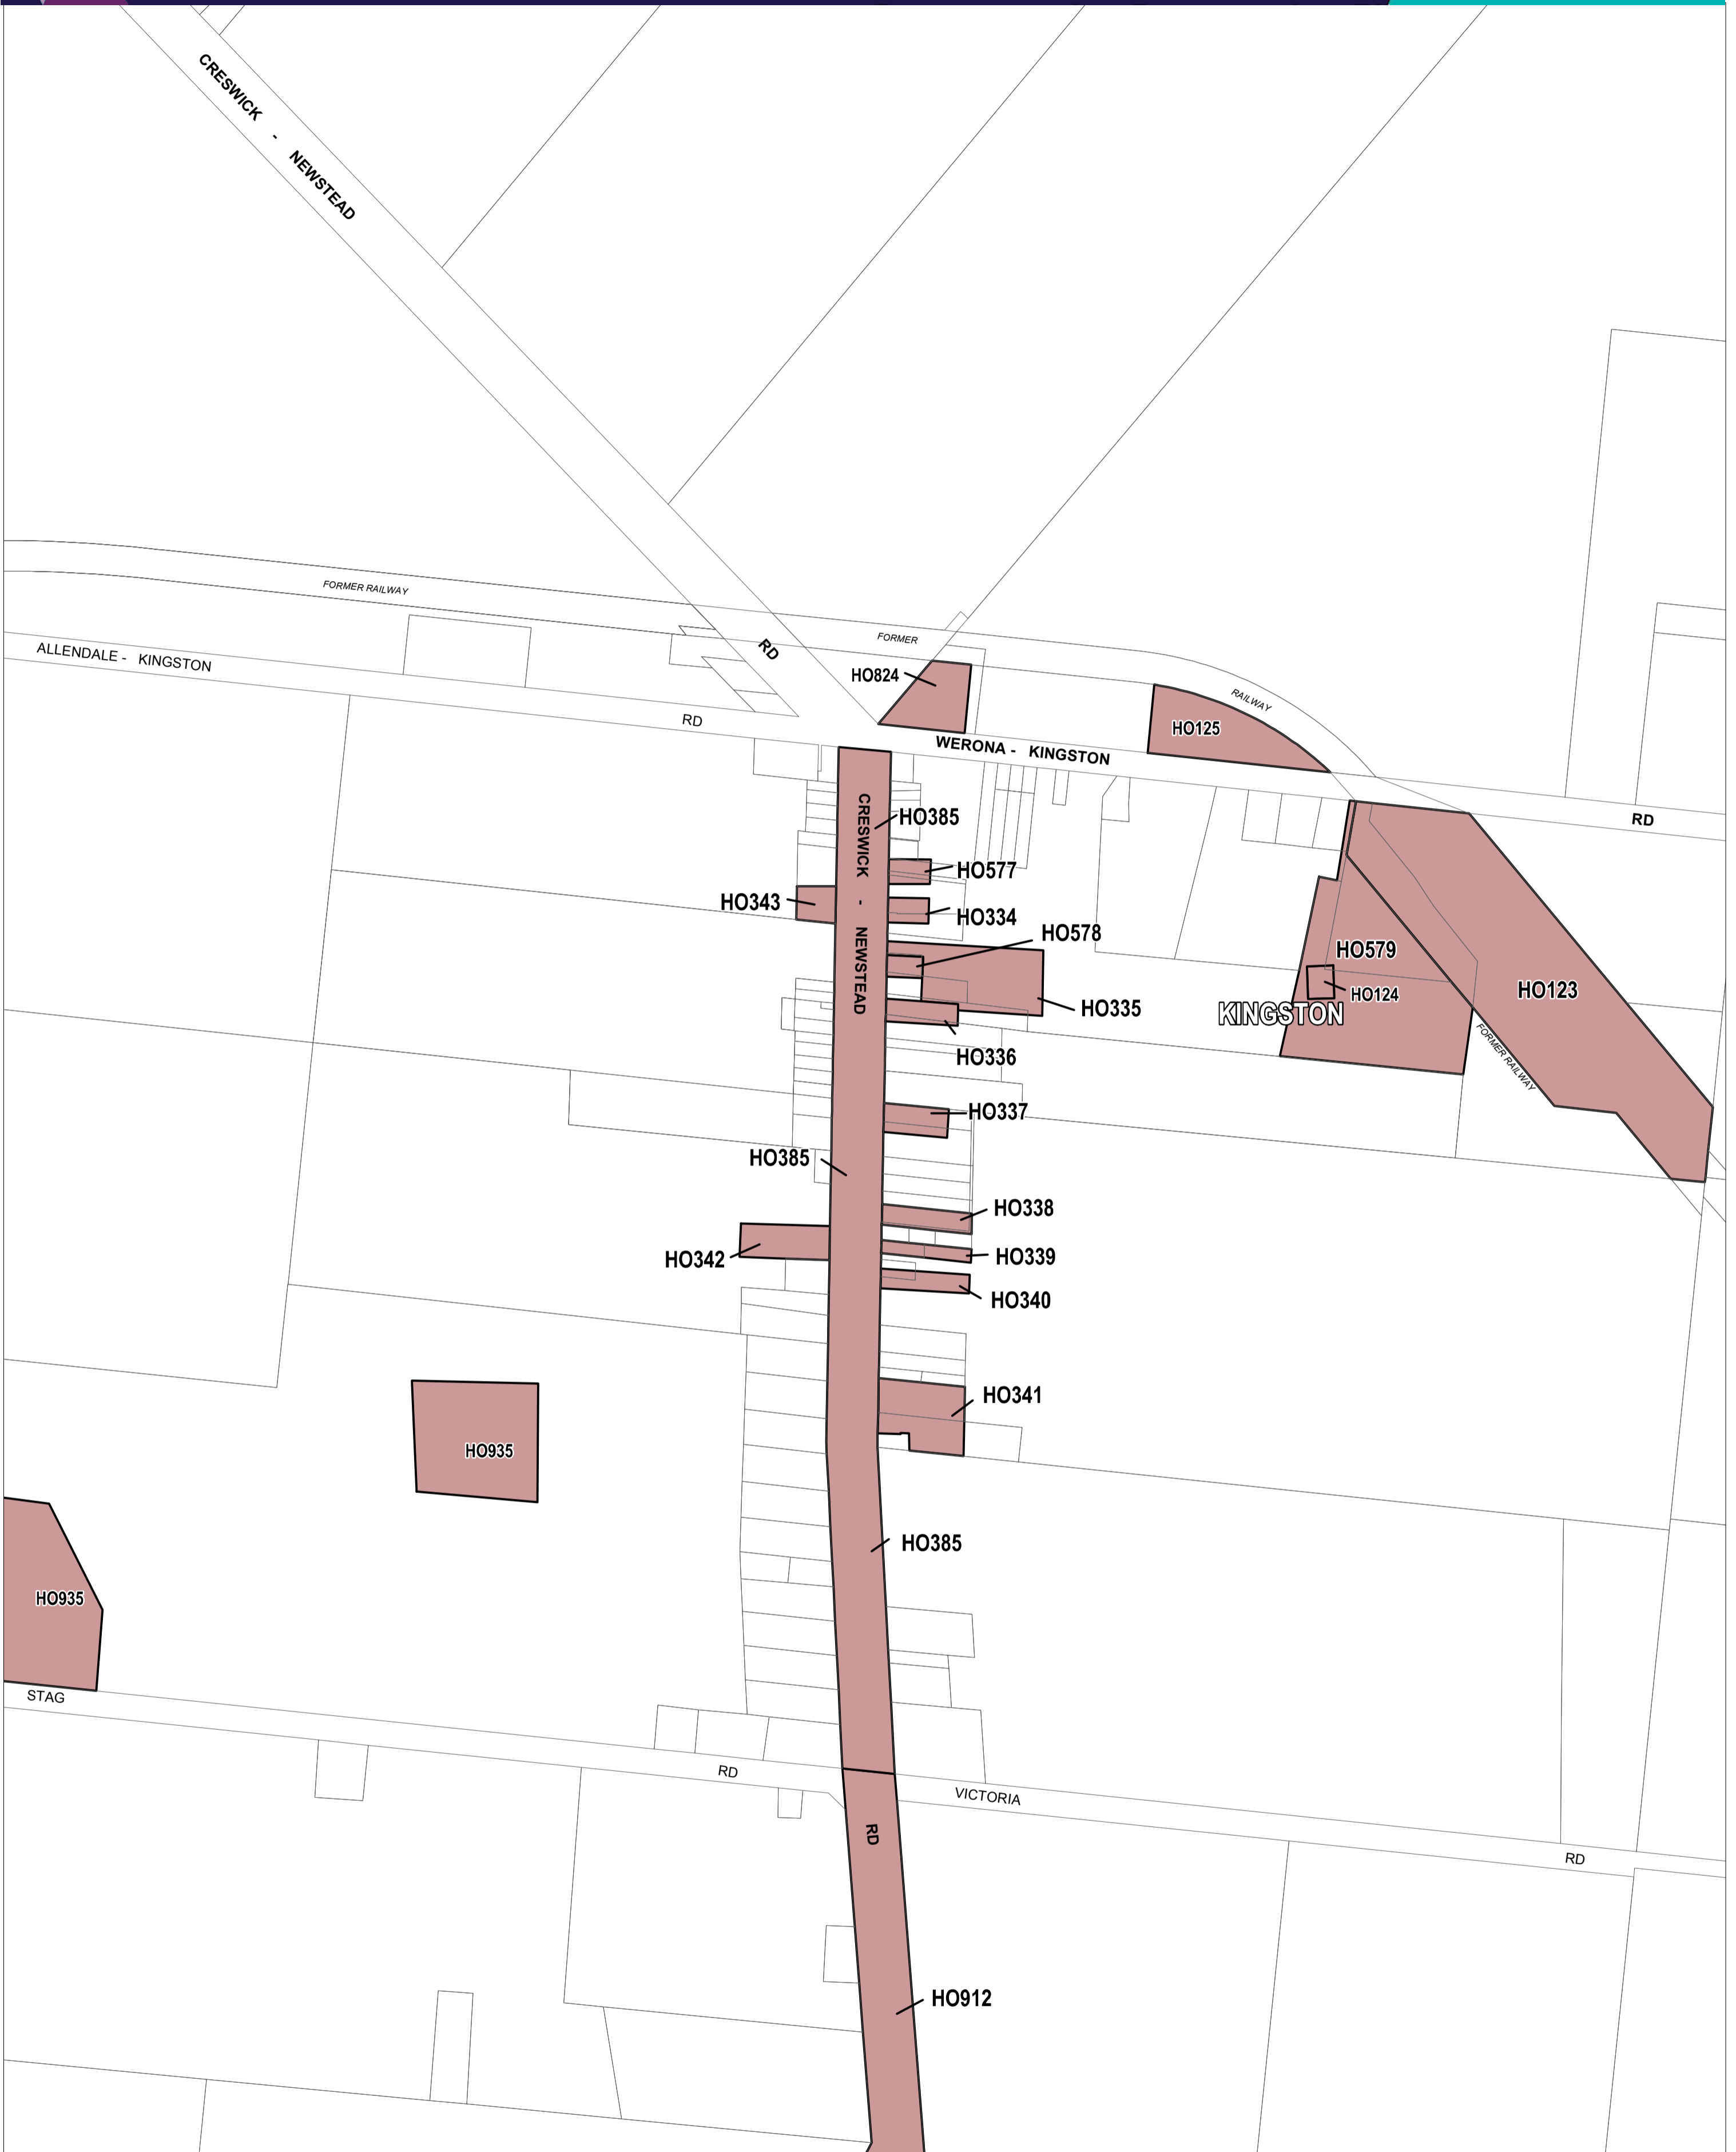 CRESWICK - NEWSTEAD
RD
FORMER RAILWAY
FORMER
RAILWAY
ALLENDALE - KINGSTON
RD
HO824
HO125
WERONA - KINGSTON
RD
CRESWICK - NEWSTEAD
HO385
HO577
HO343
HO334
HO578
HO579
HO124
HO123
HO335
KINGSTON
FORMER RAILWAY
HO336
HO337
HO385
HO338
HO342
HO339
HO340
HO341
HO935
HO385
HO935
STAG
RD
VICTORIA
RD
RD
HO912